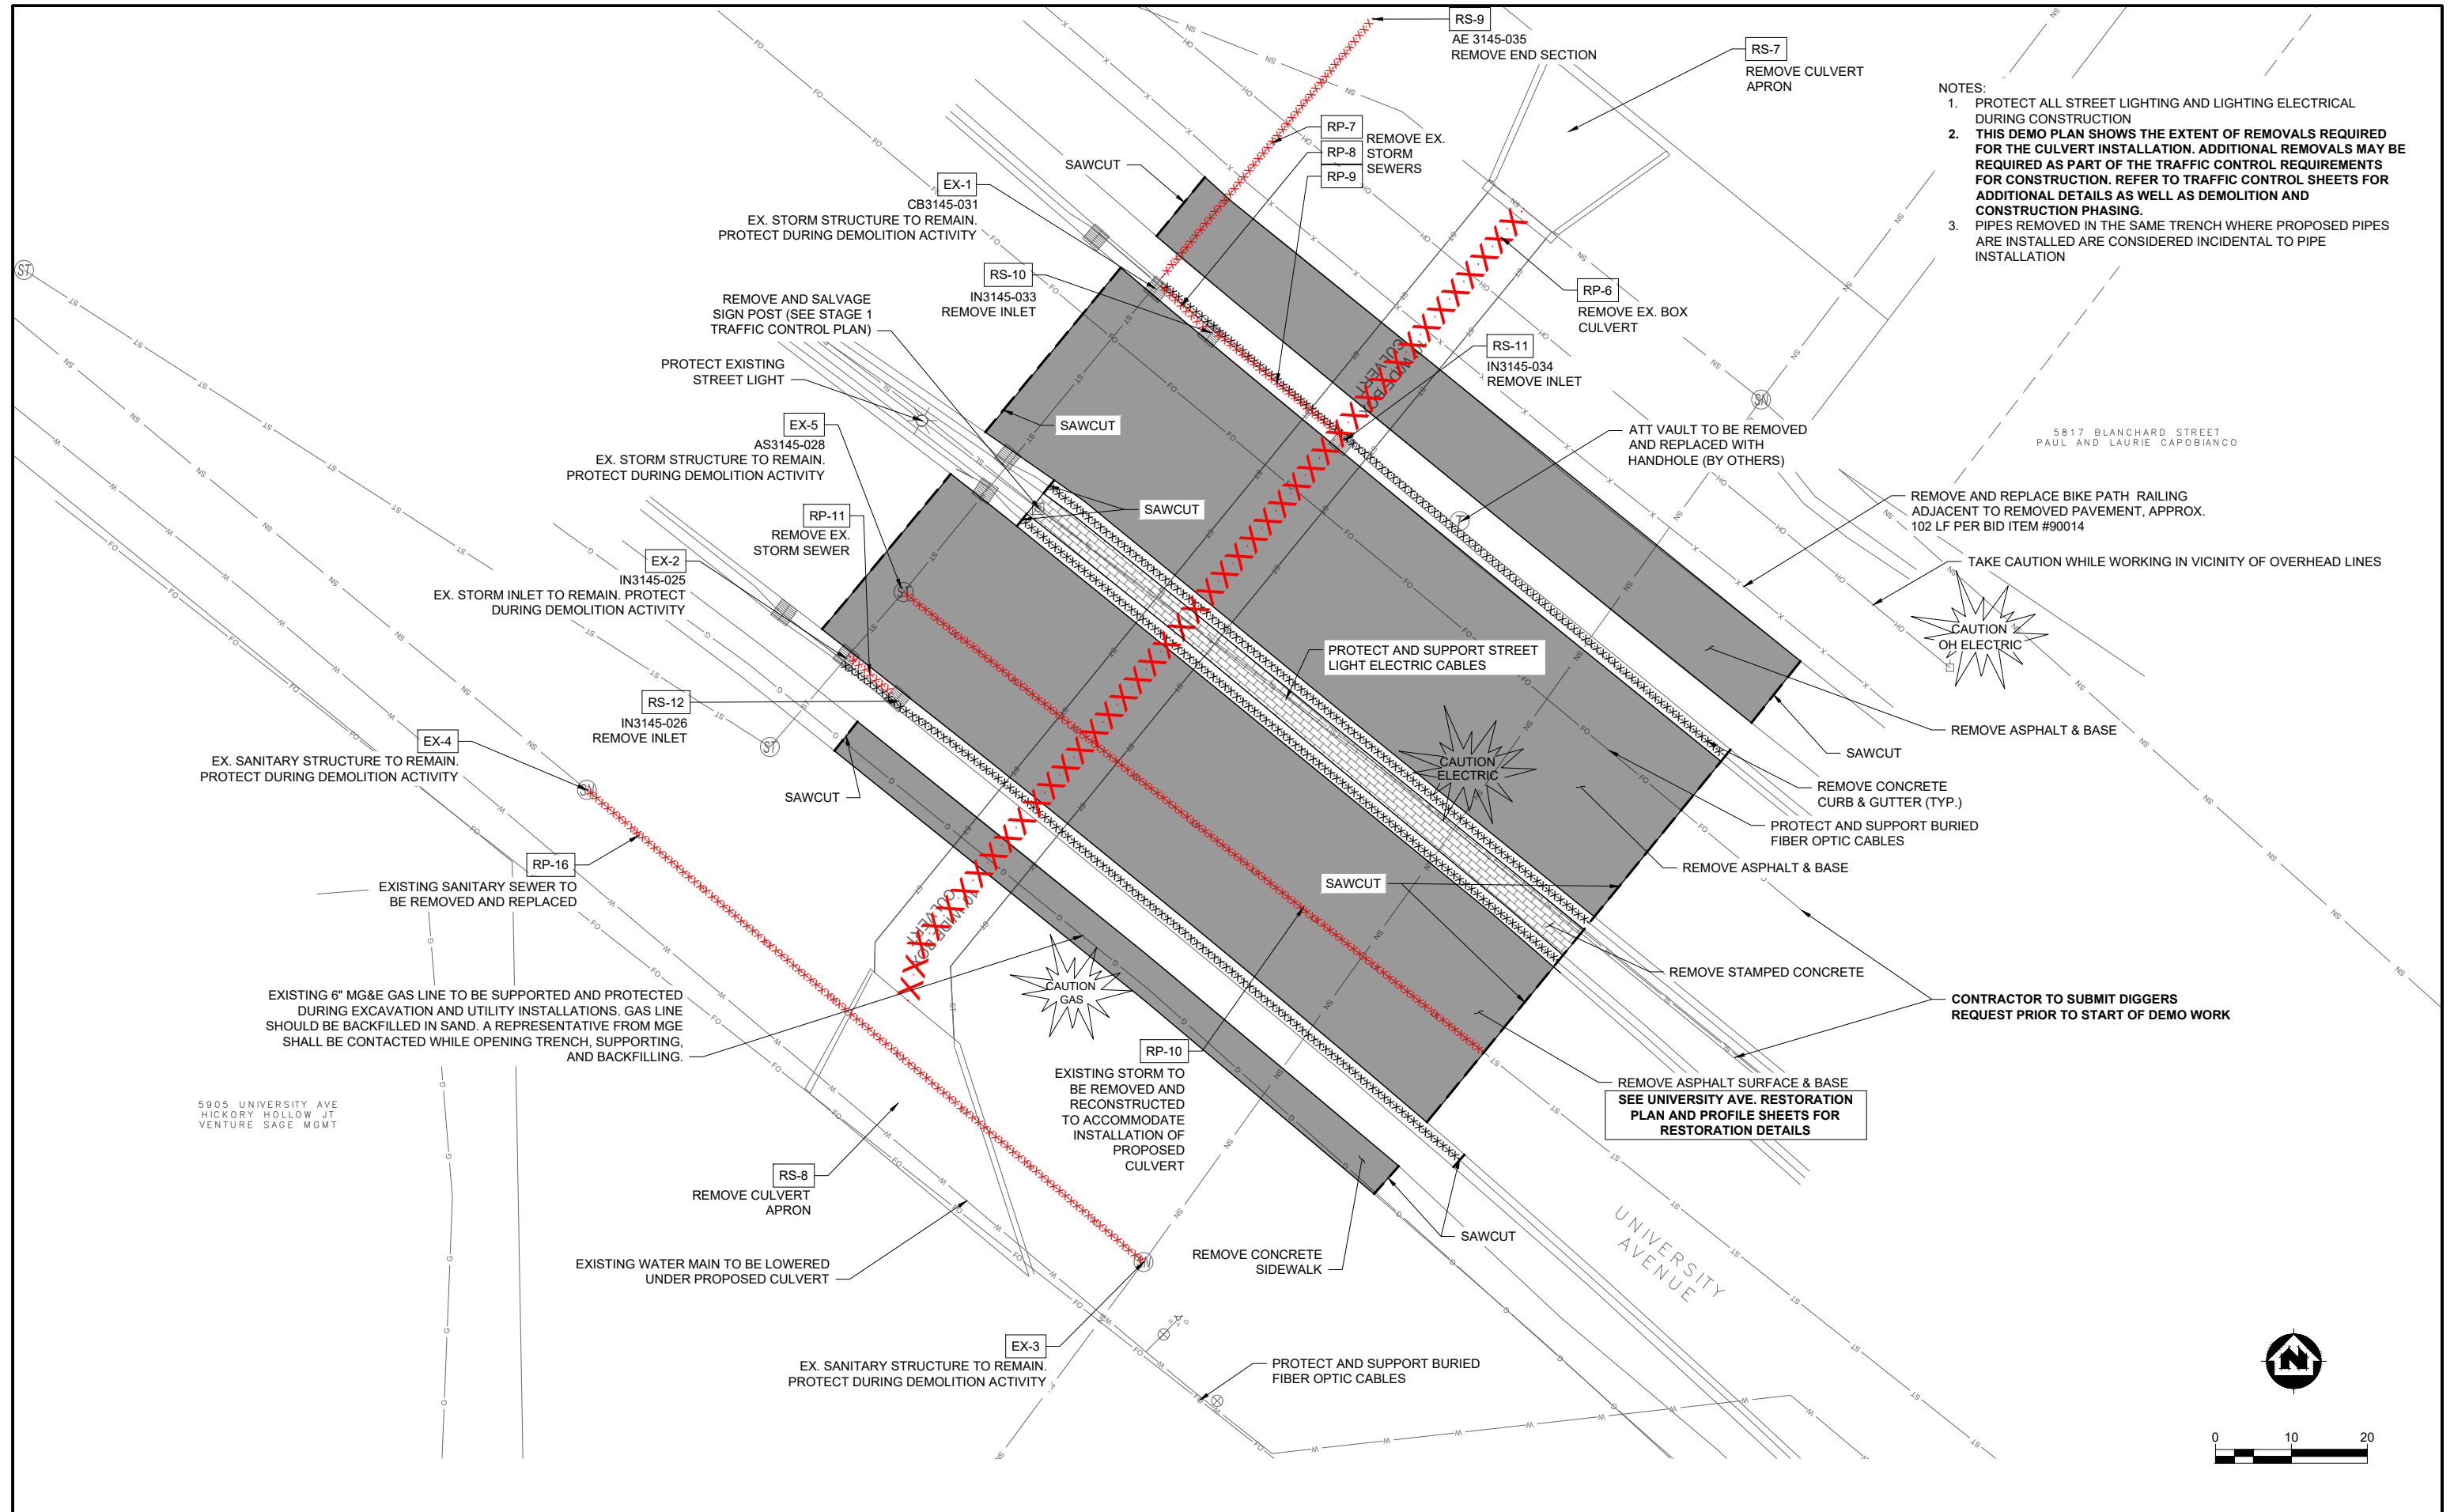 RS-9
AE 3145-035
REMOVE END SECTION
RS-7
REMOVE CULVERT
APRON
NOTES:
1. PROTECT ALL STREET LIGHTING AND LIGHTING ELECTRICAL
DURING CONSTRUCTION
2. THIS DEMO PLAN SHOWS THE EXTENT OF REMOVALS REQUIRED
FOR THE CULVERT INSTALLATION. ADDITIONAL REMOVALS MAY BE
REQUIRED AS PART OF THE TRAFFIC CONTROL REQUIREMENTS
FOR CONSTRUCTION. REFER TO TRAFFIC CONTROL SHEETS FOR
ADDITIONAL DETAILS AS WELL AS DEMOLITION AND
CONSTRUCTION PHASING.
3. PIPES REMOVED IN THE SAME TRENCH WHERE PROPOSED PIPES
ARE INSTALLED ARE CONSIDERED INCIDENTAL TO PIPE
INSTALLATION
RP-7
RP-8
RP-9
REMOVE EX.
STORM
SEWERS
SAWCUT
EX-1
CB3145-031
EX. STORM STRUCTURE TO REMAIN.
PROTECT DURING DEMOLITION ACTIVITY
RS-10
IN3145-033
REMOVE INLET
REMOVE AND SALVAGE
SIGN POST (SEE STAGE 1
TRAFFIC CONTROL PLAN)
PROTECT EXISTING
STREET LIGHT
RP-6
REMOVE EX. BOX
CULVERT
RS-11
IN3145-034
REMOVE INLET
SAWCUT
EX-5
AS3145-028
EX. STORM STRUCTURE TO REMAIN.
PROTECT DURING DEMOLITION ACTIVITY
ATT VAULT TO BE REMOVED
AND REPLACED WITH
HANDHOLE (BY OTHERS)
5817 BLANCHARD STREET
PAUL AND LAURIE CAPOBIANCO
SAWCUT
REMOVE AND REPLACE BIKE PATH RAILING
ADJACENT TO REMOVED PAVEMENT, APPROX.
102 LF PER BID ITEM #90014
RP-11
REMOVE EX.
STORM SEWER
EX-2
IN3145-025
EX. STORM INLET TO REMAIN. PROTECT
DURING DEMOLITION ACTIVITY
TAKE CAUTION WHILE WORKING IN VICINITY OF OVERHEAD LINES
CAUTION
OH ELECTRIC
PROTECT AND SUPPORT STREET
LIGHT ELECTRIC CABLES
RS-12
IN3145-026
REMOVE INLET
EX-4
EX. SANITARY STRUCTURE TO REMAIN.
PROTECT DURING DEMOLITION ACTIVITY
REMOVE ASPHALT & BASE
SAWCUT
CAUTION
ELECTRIC
REMOVE CONCRETE
CURB & GUTTER (TYP.)
SAWCUT
PROTECT AND SUPPORT BURIED
FIBER OPTIC CABLES
RP-16
EXISTING SANITARY SEWER TO
BE REMOVED AND REPLACED
REMOVE ASPHALT & BASE
SAWCUT
REMOVE STAMPED CONCRETE
CAUTION
GAS
EXISTING 6" MG&E GAS LINE TO BE SUPPORTED AND PROTECTED
DURING EXCAVATION AND UTILITY INSTALLATIONS. GAS LINE
SHOULD BE BACKFILLED IN SAND. A REPRESENTATIVE FROM MGE
SHALL BE CONTACTED WHILE OPENING TRENCH, SUPPORTING,
AND BACKFILLING.
CONTRACTOR TO SUBMIT DIGGERS
REQUEST PRIOR TO START OF DEMO WORK
RP-10
EXISTING STORM TO
BE REMOVED AND
RECONSTRUCTED
TO ACCOMMODATE
INSTALLATION OF
PROPOSED
CULVERT
REMOVE ASPHALT SURFACE & BASE
SEE UNIVERSITY AVE. RESTORATION
PLAN AND PROFILE SHEETS FOR
RESTORATION DETAILS
5905 UNIVERSITY AVE
HICKORY HOLLOW JT
VENTURE SAGE MGMT
RS-8
REMOVE CULVERT
APRON
EXISTING WATER MAIN TO BE LOWERED
UNDER PROPOSED CULVERT
REMOVE CONCRETE
SIDEWALK
SAWCUT
UNIVERSITY
AVENUE
EX-3
EX. SANITARY STRUCTURE TO REMAIN.
PROTECT DURING DEMOLITION ACTIVITY
PROTECT AND SUPPORT BURIED
FIBER OPTIC CABLES
N
0 10 20